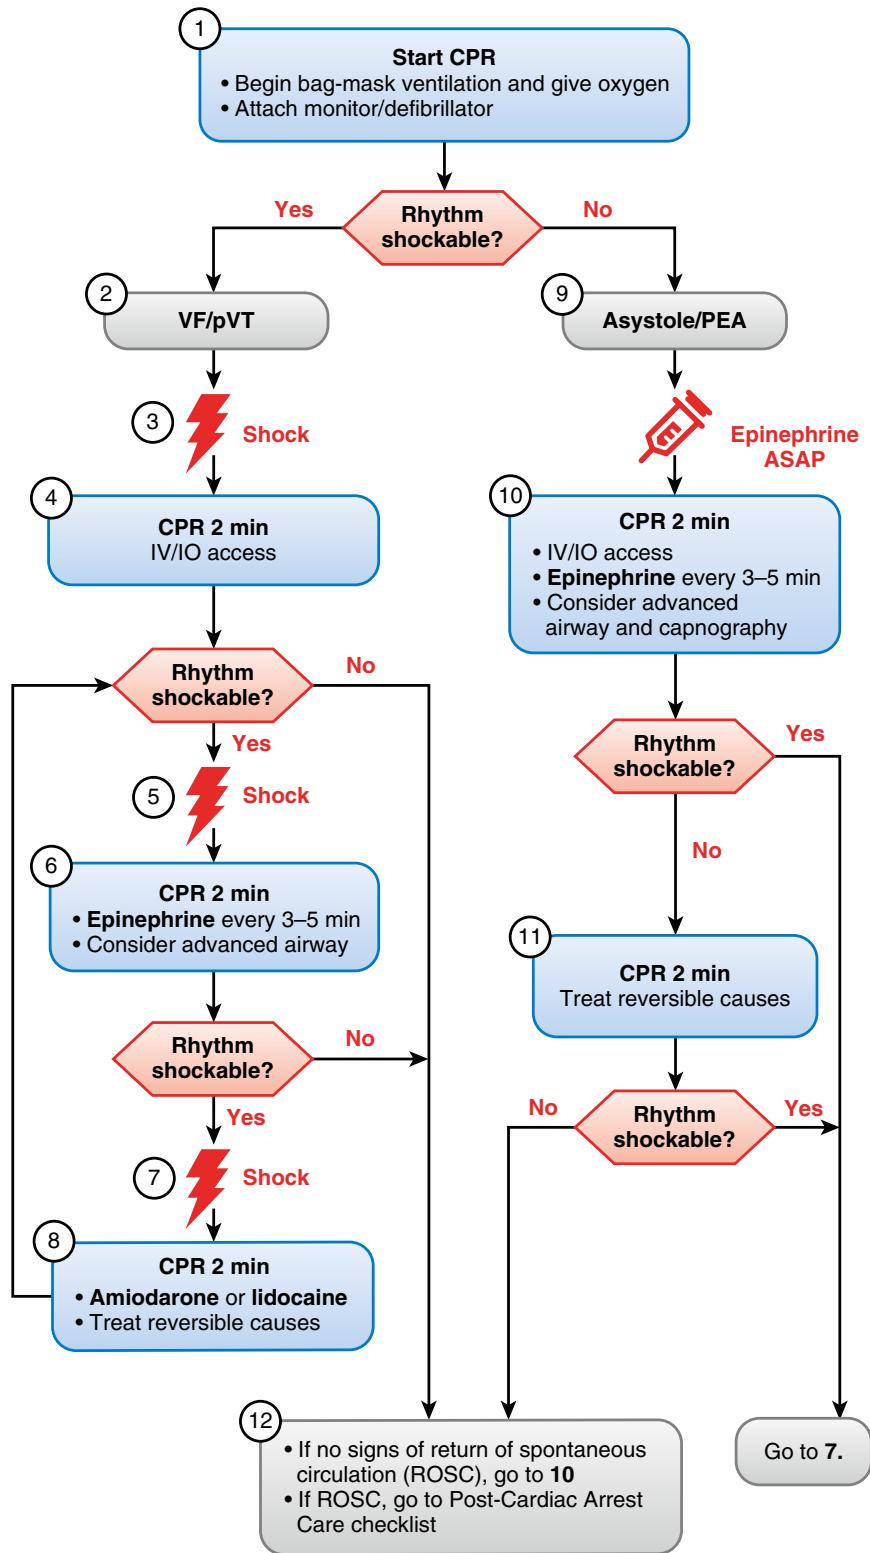 1
Start CPR
• Begin bag-mask ventilation and give oxygen
• Attach monitor/defibrillator
Yes
Rhythm
shockable?
No
2
VF/pVT
9
Asystole/PEA
3
Shock
Epinephrine
ASAP
4
CPR 2 min
IV/IO access
10
CPR 2 min
• IV/IO access
• Epinephrine every 3–5 min
• Consider advanced
airway and capnography
Rhythm
shockable?
No
Yes
Rhythm
shockable?
Yes
5
Shock
No
6
CPR 2 min
• Epinephrine every 3–5 min
• Consider advanced airway
11
CPR 2 min
Treat reversible causes
Rhythm
shockable?
No
Yes
No
Rhythm
shockable?
Yes
7
Shock
8
CPR 2 min
• Amiodarone or lidocaine
• Treat reversible causes
12
• If no signs of return of spontaneous
circulation (ROSC), go to 10
• If ROSC, go to Post-Cardiac Arrest
Care checklist
Go to 7.